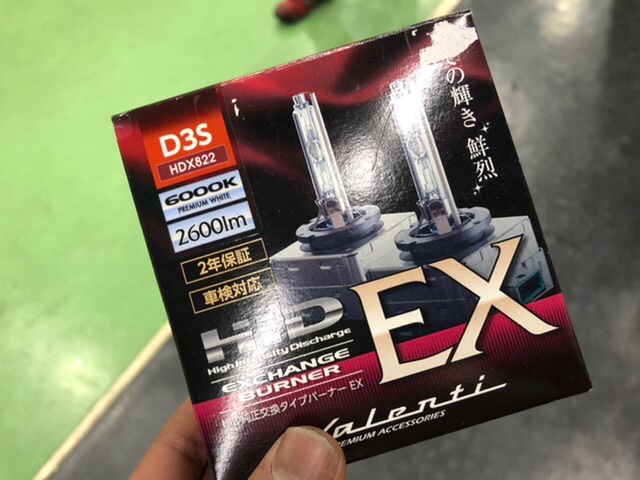 の輝き 鮮烈
D3S
HDX822
6000K
PREMIUM WHITE
2600lm
2年保証
車検対応
HID
High Intensity Discharge
EXCHANGE
BURNER
EX
純正交換タイプバーナー EX
Valenti
PREMIUM ACCESSORIES